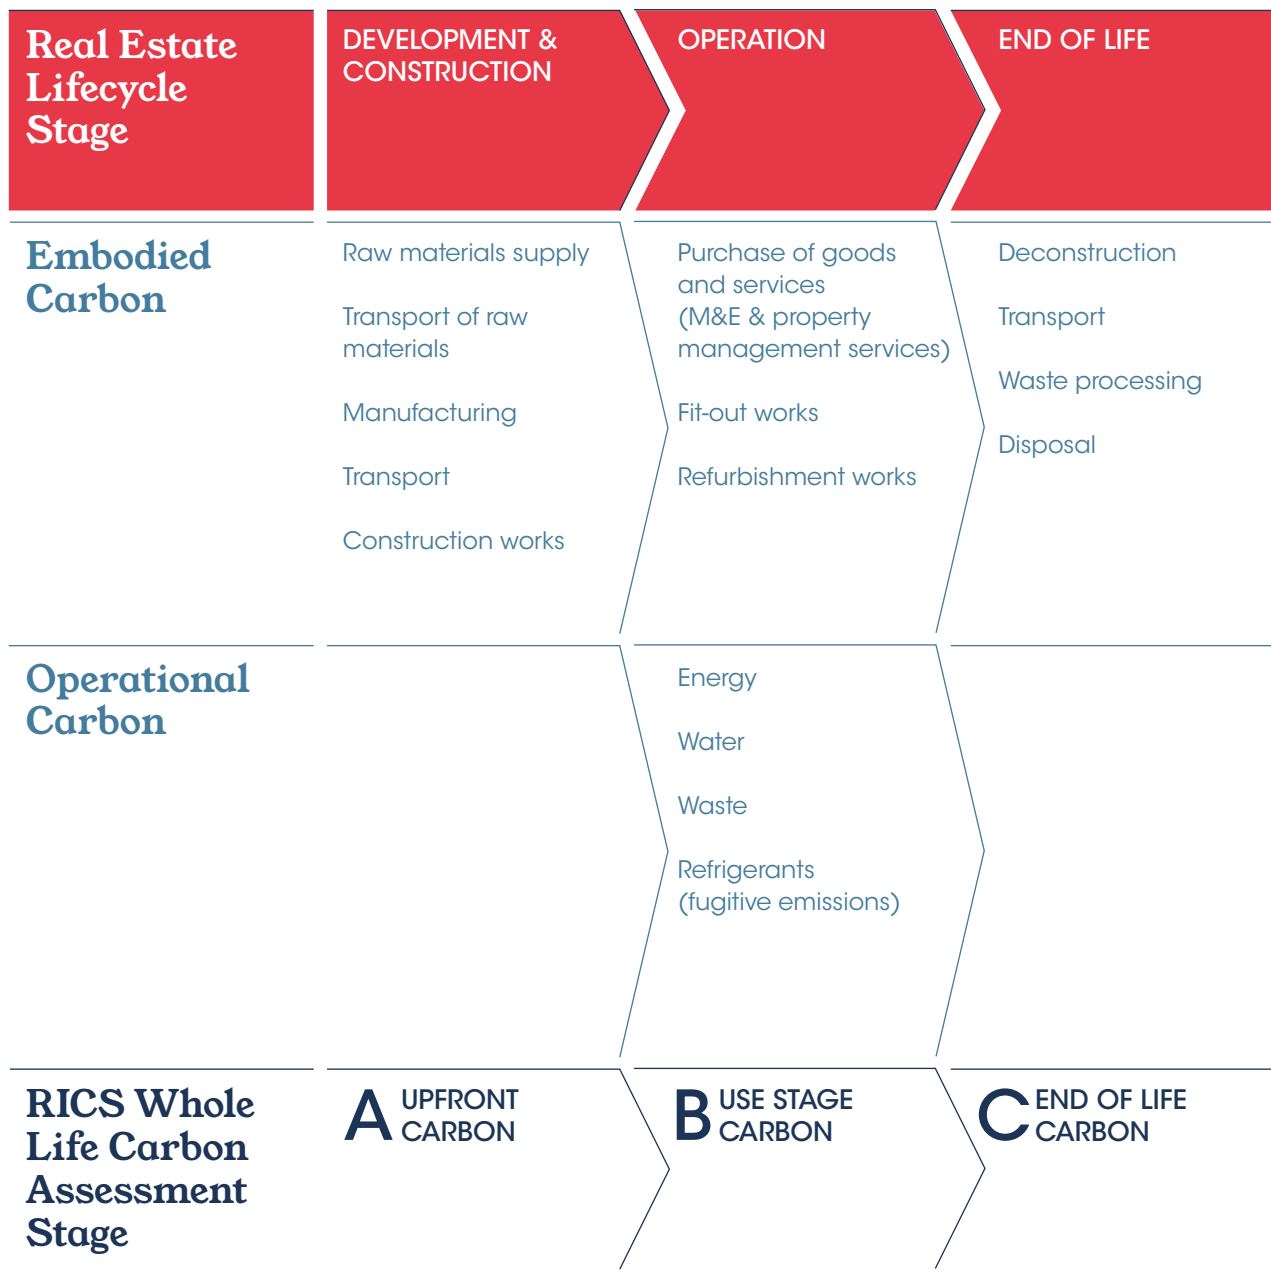 Real Estate
Lifecycle
Stage
DEVELOPMENT &
CONSTRUCTION
OPERATION
END OF LIFE
Embodied
Carbon
Raw materials supply
Transport of raw
materials
Manufacturing
Transport
Construction works
Purchase of goods
and services
(M&E & property
management services)
Fit-out works
Refurbishment works
Deconstruction
Transport
Waste processing
Disposal
Operational
Carbon
Energy
Water
Waste
Refrigerants
(fugitive emissions)
RICS Whole
Life Carbon
Assessment
Stage
A UPFRONT
CARBON
B USE STAGE
CARBON
C END OF LIFE
CARBON